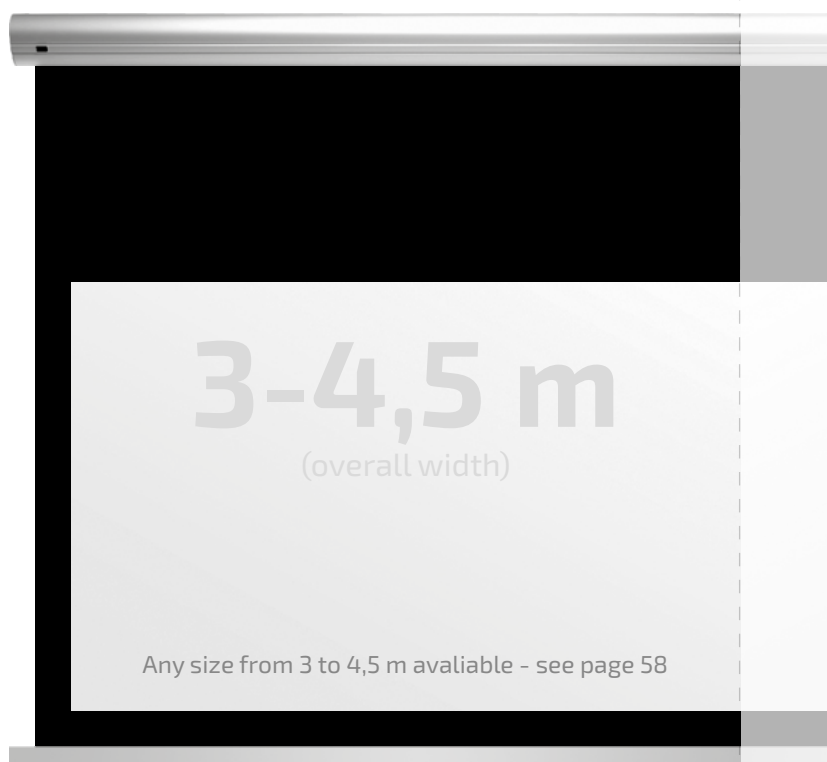 3-4,5 m
(overall width)
Any size from 3 to 4,5 m avaliable - see page 58